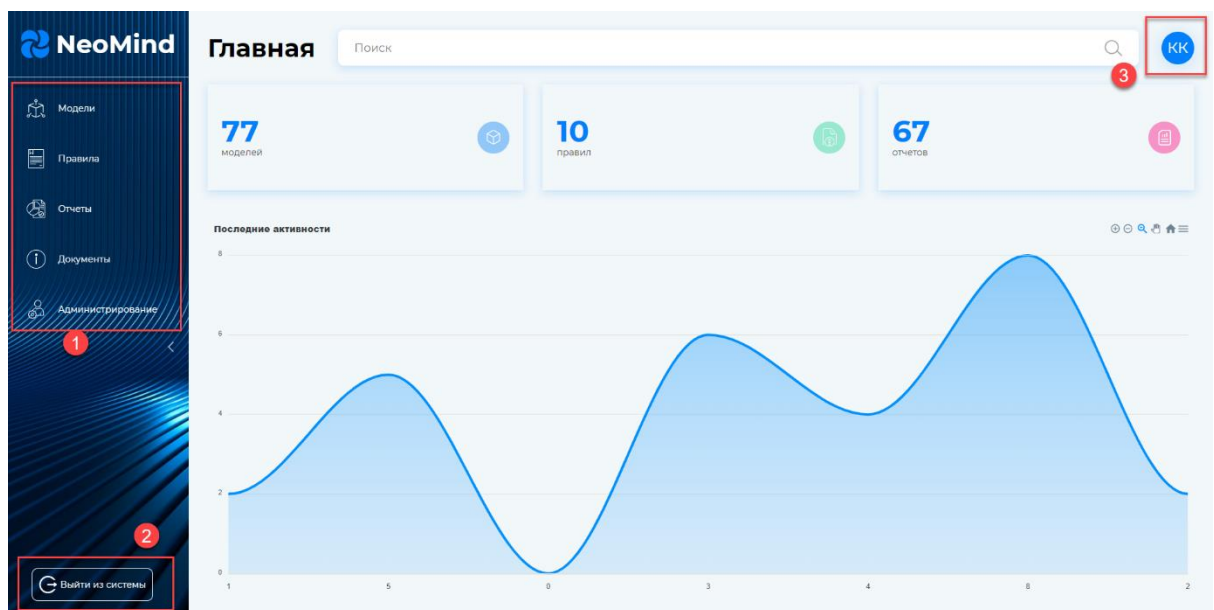 NeoMind
Модели
Правила
Отчеты
Документы
Администрирование
1
2
Выйти из системы
Главная
Поиск
КК
3
77
моделей
10
правил
67
отчетов
Последние активности
8
6
4
2
0
1 5 0 3 4 8 2